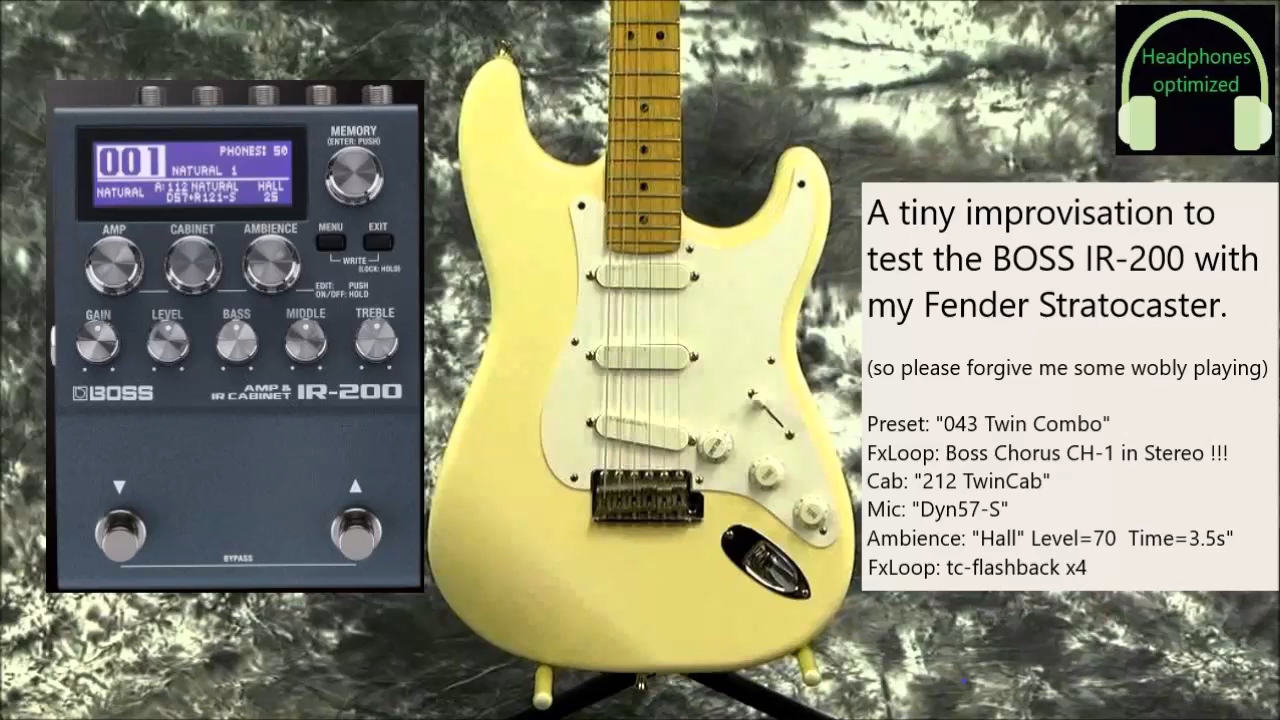 Headphones
optimized
MEMORY
(ENTER: PUSH)
001
PHONES: 50
NATURAL 1
NATURAL
A:112 NATURAL
D57+R121-S
HALL
25
AMP
CABINET
AMBIENCE
MENU
EXIT
WRITE
(LOCK: HOLD)
EDIT: PUSH
ON/OFF: HOLD
GAIN
LEVEL
BASS
MIDDLE
TREBLE
BOSS
AMP &
IR CABINET
IR-200
BYPASS
A tiny improvisation to
test the BOSS IR-200 with
my Fender Stratocaster.
(so please forgive me some wobly playing)
Preset: "043 Twin Combo"
FxLoop: Boss Chorus CH-1 in Stereo !!!
Cab: "212 TwinCab"
Mic: "Dyn57-S"
Ambience: "Hall" Level=70 Time=3.5s"
FxLoop: tc-flashback x4